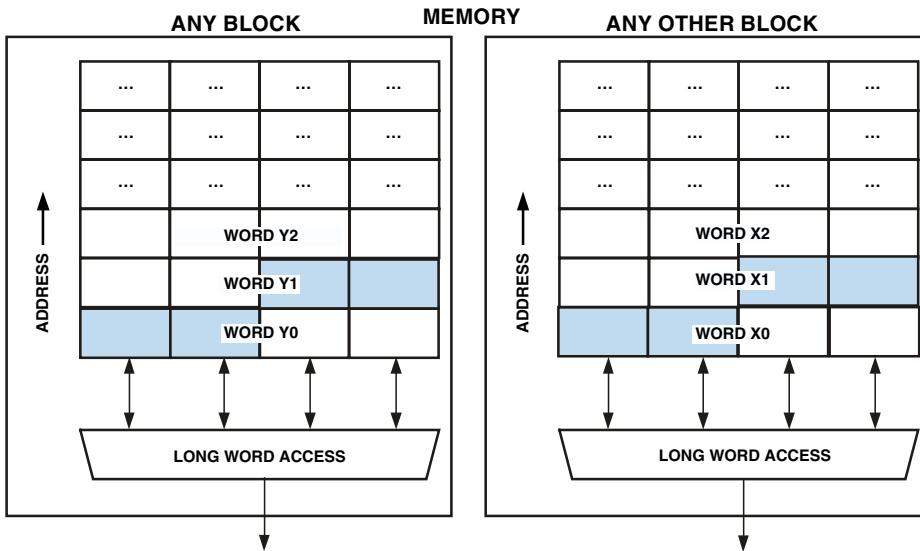 MEMORY
ANY BLOCK
ANY OTHER BLOCK
... ... ... ...
... ... ... ...
... ... ... ...
ADDRESS
WORD Y2
WORD Y1
WORD Y0
LONG WORD ACCESS
... ... ... ...
... ... ... ...
... ... ... ...
ADDRESS
WORD X2
WORD X1
WORD X0
LONG WORD ACCESS